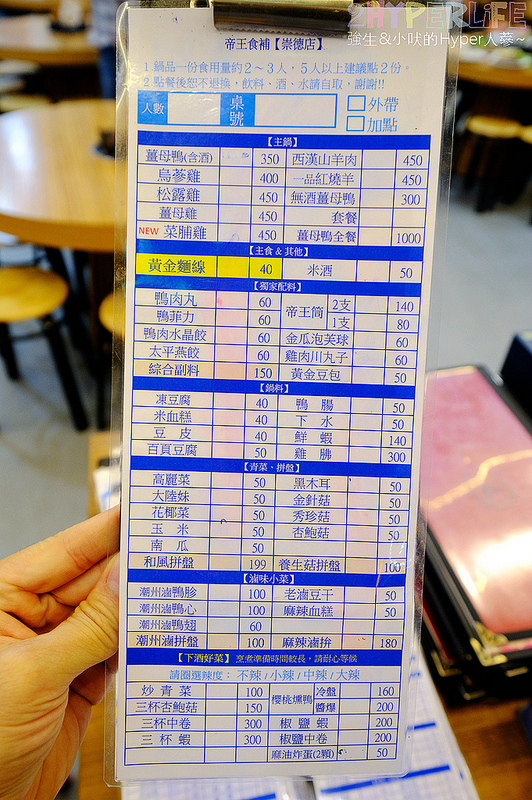 2HYPERLiFE
強生&小吠的Hyper人蔘~
帝王食補【崇德店】
1.鍋品一份食用量約2～3人，5人以上建議點2份。
2.點餐後恕不退換，飲料、酒、水請自取，謝謝!!
人數 桌號 □外帶
□加點
【主鍋】
薑母鴨(含酒) 350 西漢山羊肉 450
烏蔘雞 400 一品紅燒羊 450
松露雞 450 無酒薑母鴨 300
薑母雞 450 套餐
NEW 菜脯雞 450 薑母鴨全餐 1000
【主食&其他】
黃金麵線 40 米酒 50
【獨家配料】
鴨肉丸 60 帝王筒 2支 140
鴨菲力 60 1支 80
鴨肉水晶餃 60 金瓜泡芙球 60
太平燕餃 60 雞肉川丸子 60
綜合副料 150 黃金豆包 50
【鍋料】
凍豆腐 40 鴨 腸 50
米血糕 40 下 水 50
豆 皮 40 鮮 蝦 140
百頁豆腐 50 雞 胇 300
【青菜、拼盤】
高麗菜 50 黑木耳 50
大陸妹 50 金針菇 50
花椰菜 50 秀珍菇 50
玉 米 50 杏鮑菇 50
南 瓜 50
和風拼盤 199 養生菇拼盤 100
【滷味小菜】
潮州滷鴨胗 100 老滷豆干 50
潮州滷鴨心 100 麻辣血糕 50
潮州滷鴨翅 60
潮州滷拼盤 100 麻辣滷拚 180
【下酒好菜】烹煮準備時間較長，請耐心等候
請圈選辣度： 不辣 / 小辣 / 中辣 / 大辣
炒 青 菜 100 櫻桃燻鴨 冷盤 160
三杯杏鮑菇 150 醬爆 200
三杯中卷 300 椒 鹽 蝦 200
三 杯 蝦 300 椒鹽中卷 200
麻油炸蛋(2顆) 50